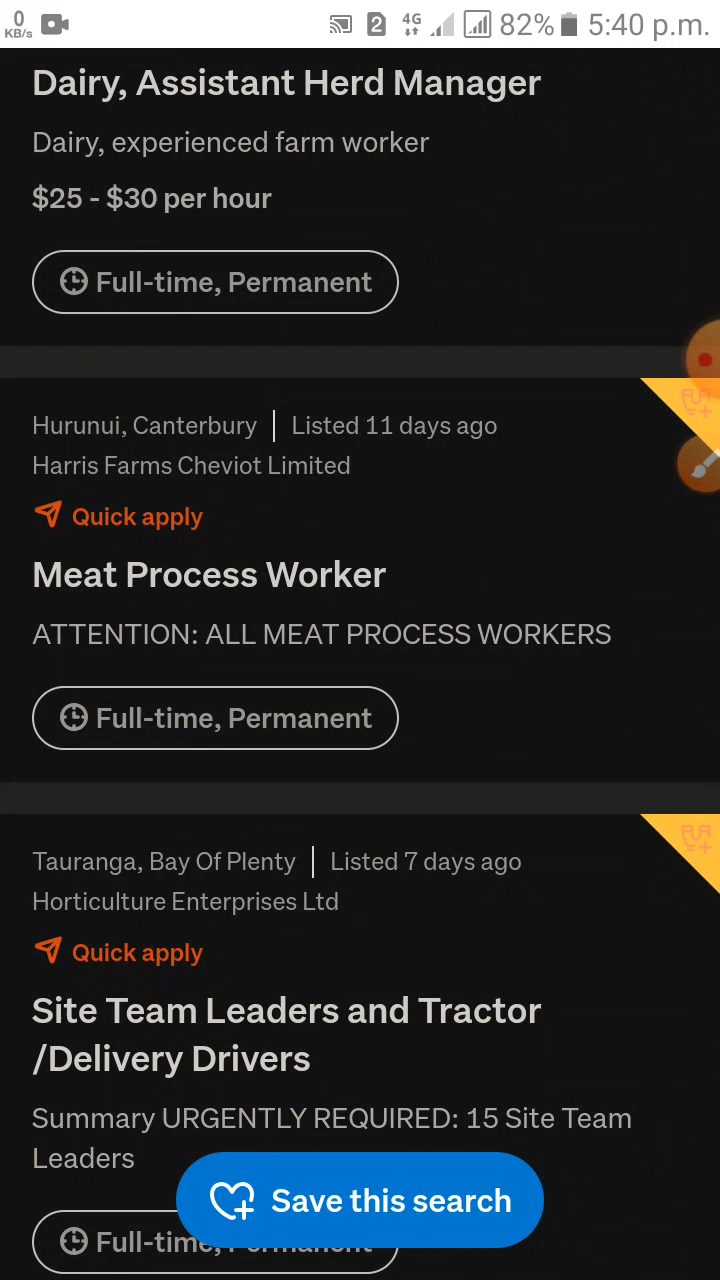 0
KB/s
2
4G
82%
5:40 p.m.
Dairy, Assistant Herd Manager
Dairy, experienced farm worker
$25 - $30 per hour
Full-time, Permanent
Hurunui, Canterbury | Listed 11 days ago
Harris Farms Cheviot Limited
Quick apply
Meat Process Worker
ATTENTION: ALL MEAT PROCESS WORKERS
Full-time, Permanent
Tauranga, Bay Of Plenty | Listed 7 days ago
Horticulture Enterprises Ltd
Quick apply
Site Team Leaders and Tractor
/Delivery Drivers
Summary URGENTLY REQUIRED: 15 Site Team
Leaders
Save this search
Full-time,